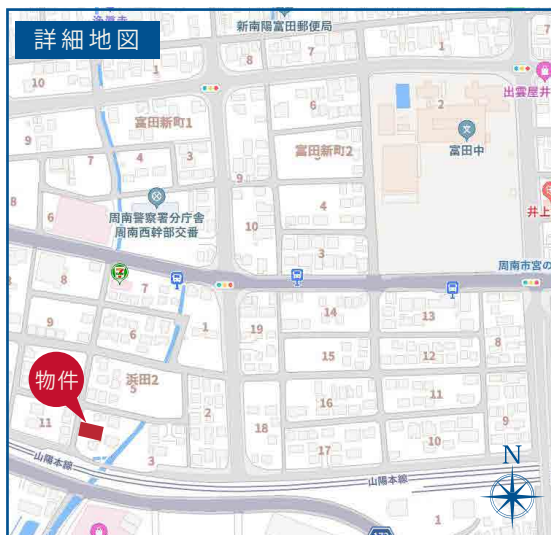 詳細地図
新南陽富田郵便局
1
8
7
1
7
10
1
6
2
出雲屋井
富田新町1
富田新町2
富田中
9
7
4
3
9
8
6
周南警察署分庁舎
周南西幹部交番
10
4
井上
3
周南市宮の
8
7
14
13
9
6
1
19
8
15
12
物件
浜田2
5
16
11
2
11
18
9
17
10
3
山陽本線
山陽本線
N
1